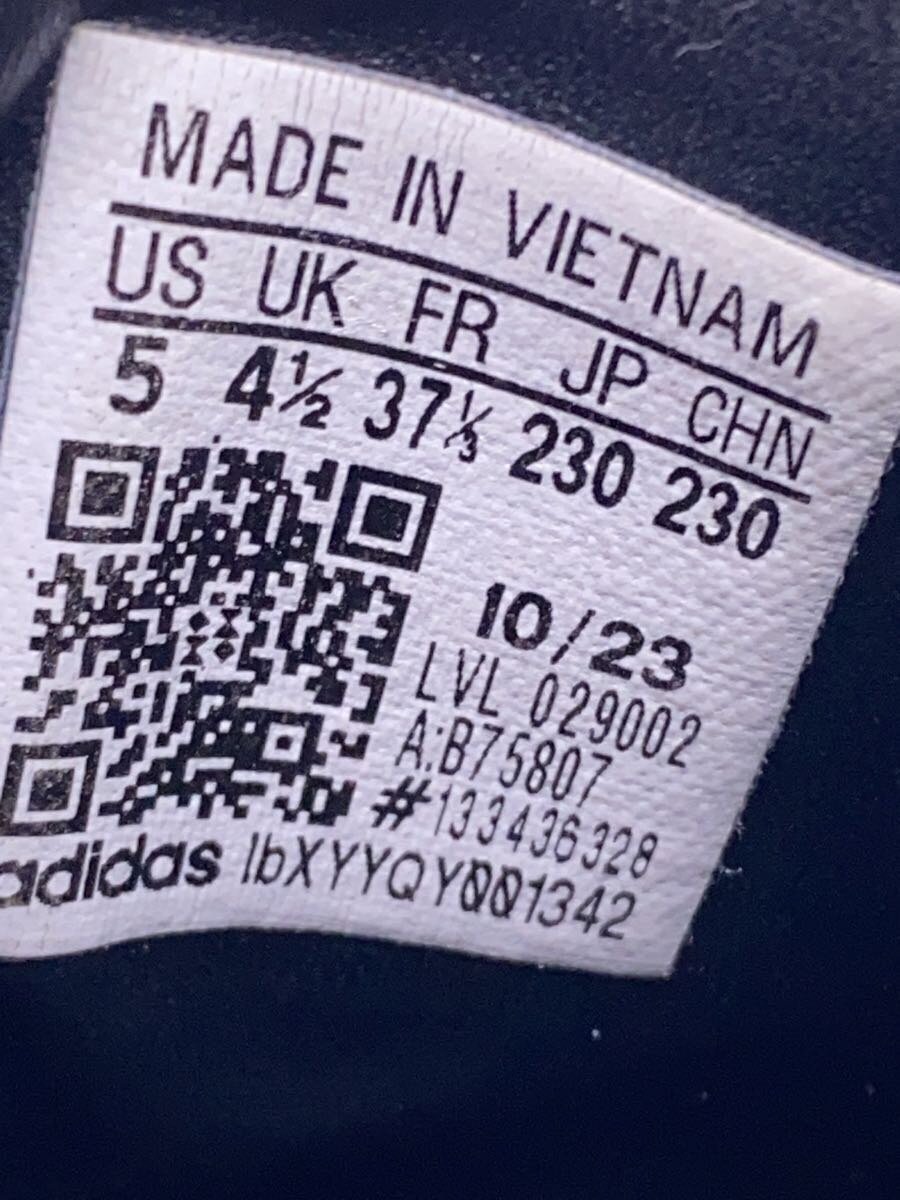 MADE IN VIETNAM
US UK FR JP CHN
5 4½ 37⅓ 230 230
10/23
LVL 029002
A:B75807
#133436328
adidas lbXYYQY001342